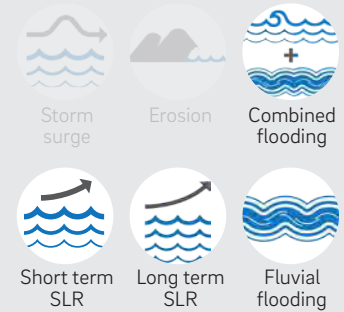 Storm
surge
Erosion
Combined
flooding
Short term
SLR
Long term
SLR
Fluvial
flooding